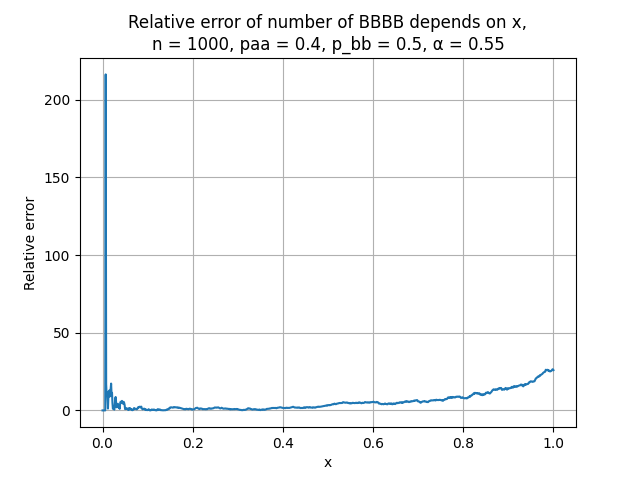 Relative error of number of BBBB depends on x,
n = 1000, paa = 0.4, p_bb = 0.5, α = 0.55
200
150
100
50
0
Relative error
0.0 0.2 0.4 0.6 0.8 1.0
x